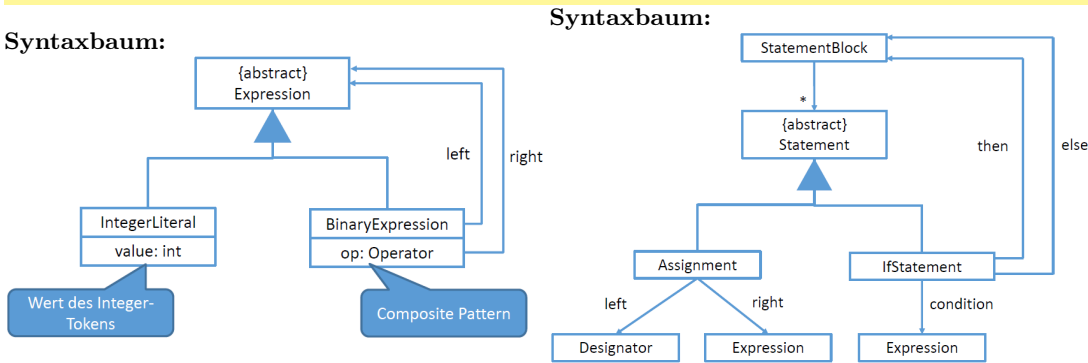 Syntaxbaum:
{abstract}
Expression
left
right
IntegerLiteral
value: int
BinaryExpression
op: Operator
Wert des Integer-
Tokens
Composite Pattern
Syntaxbaum:
StatementBlock
*
{abstract}
Statement
then
else
Assignment
IfStatement
left
right
condition
Designator
Expression
Expression